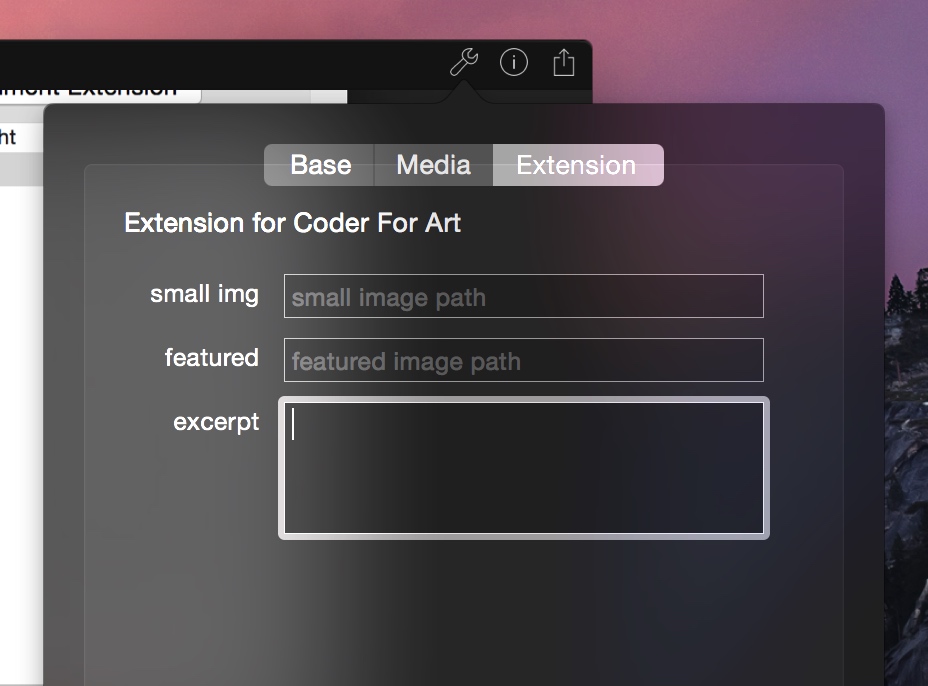 ment Extension
ht
Base Media Extension
Extension for Coder For Art
small img small image path
featured featured image path
excerpt